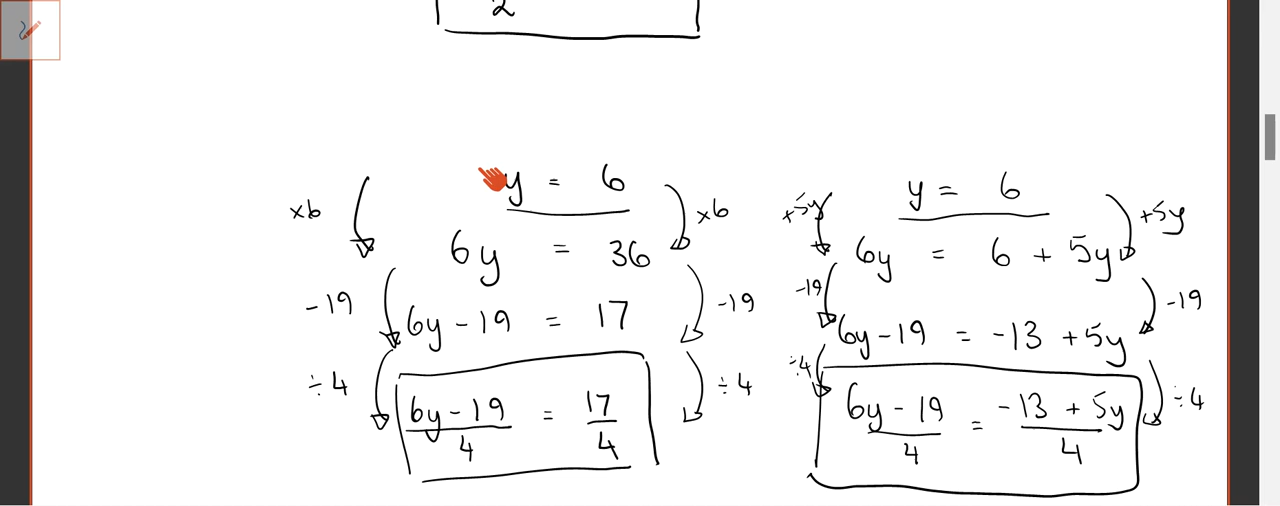 2
y = 6
×6 ×6
6y = 36
-19 -19
6y - 19 = 17
÷4 ÷4
6y - 19 / 4 = 17 / 4
y = 6
+5y +5y
6y = 6 + 5y
-19 -19
6y - 19 = -13 + 5y
÷4 ÷4
6y - 19 / 4 = -13 + 5y / 4